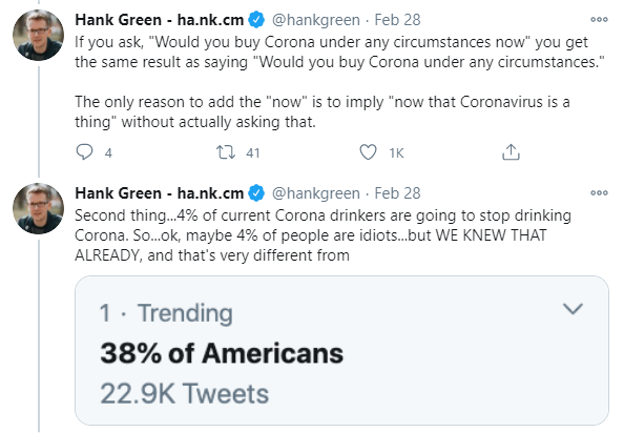 Hank Green - ha.nk.cm @hankgreen · Feb 28
If you ask, "Would you buy Corona under any circumstances now" you get
the same result as saying "Would you buy Corona under any circumstances."
The only reason to add the "now" is to imply "now that Coronavirus is a
thing" without actually asking that.
4 41 1K
Hank Green - ha.nk.cm @hankgreen · Feb 28
Second thing...4% of current Corona drinkers are going to stop drinking
Corona. So...ok, maybe 4% of people are idiots...but WE KNEW THAT
ALREADY, and that's very different from
1 · Trending
38% of Americans
22.9K Tweets